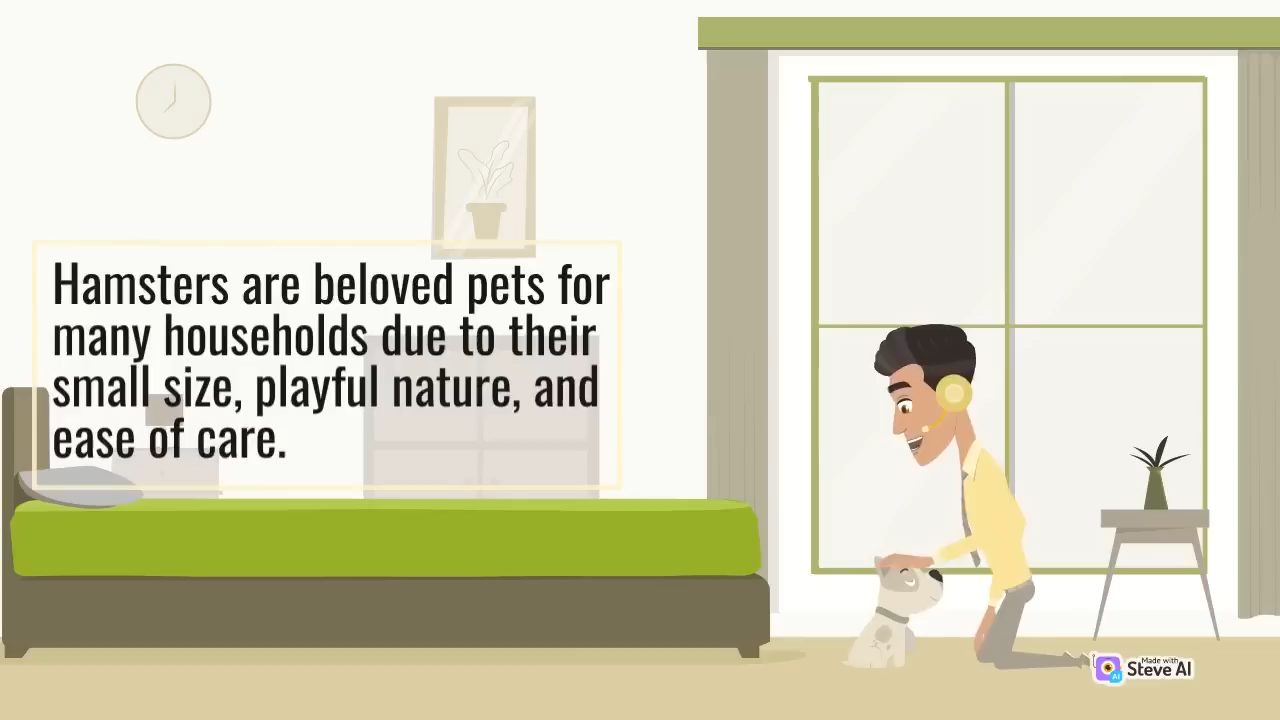 Hamsters are beloved pets for
many households due to their
small size, playful nature, and
ease of care.
Made with
Steve AI
AI